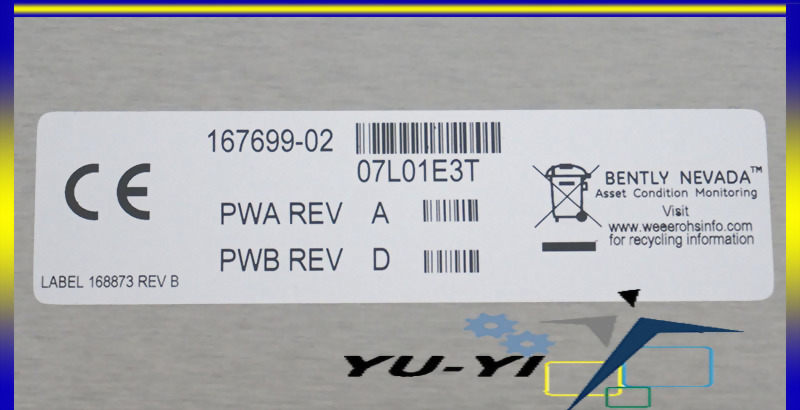 167699-02
07L01E3T
CE
PWA REV A
PWB REV D
LABEL 168873 REV B
BENTLY NEVADA™
Asset Condition Monitoring
Visit
www.weeerohsinfo.com
for recycling information
YU-YI